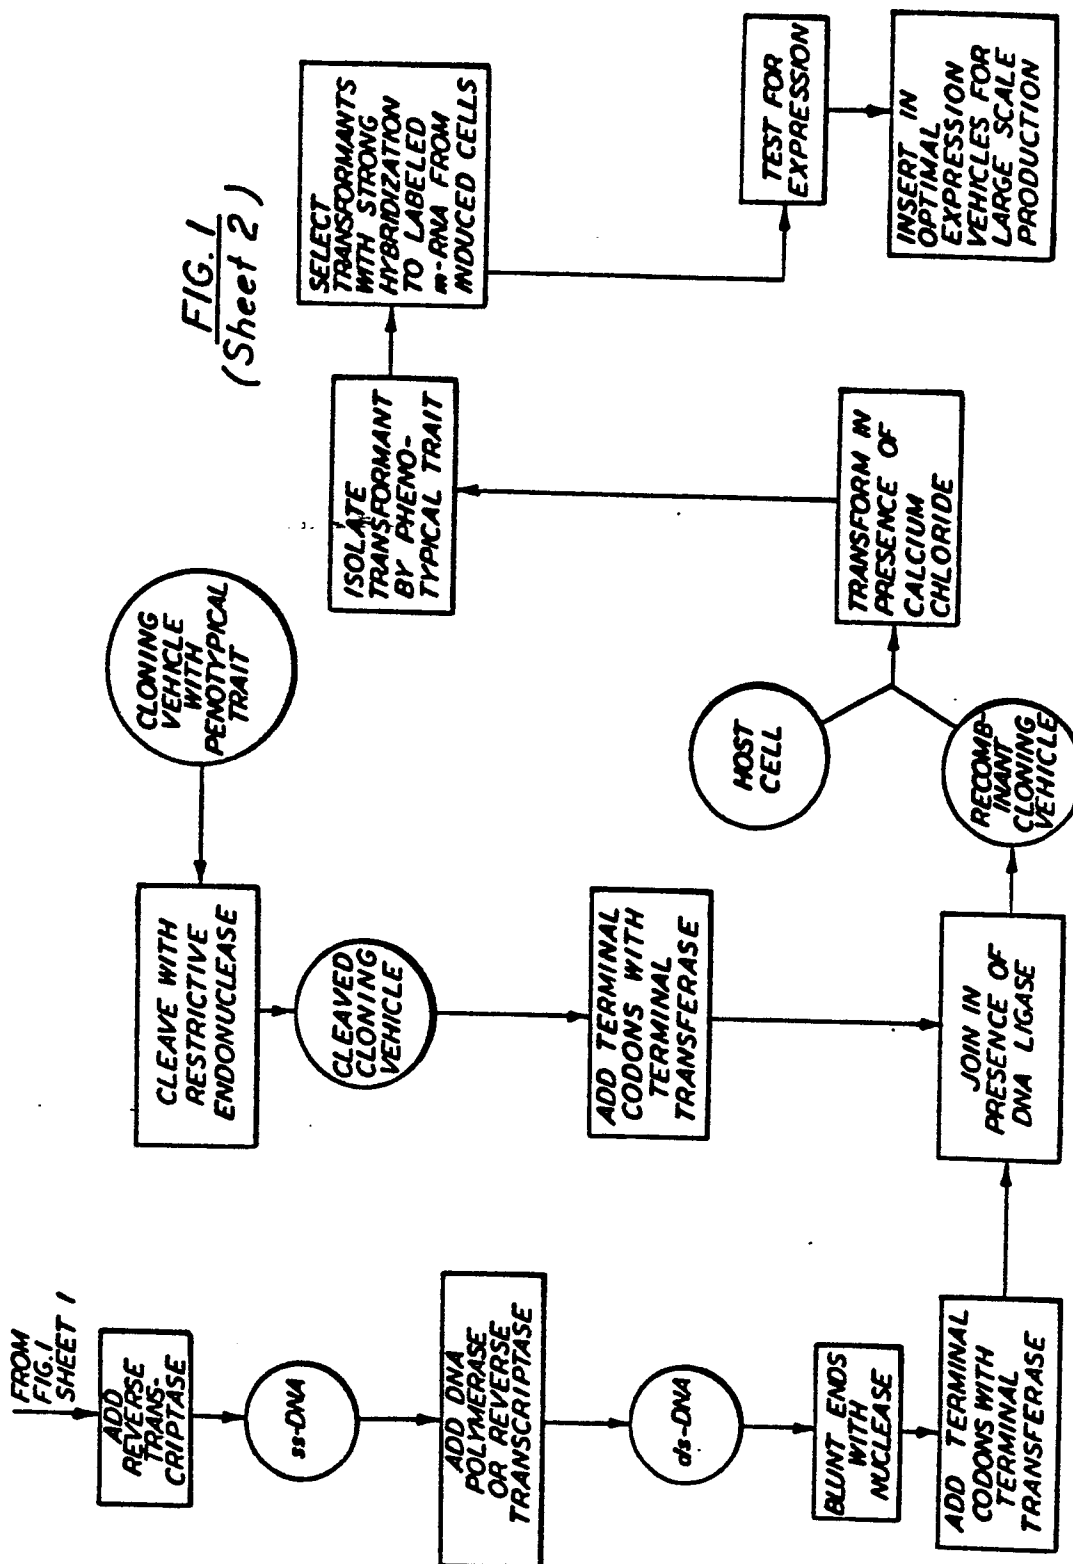 FIG. 1
(Sheet 2)
FROM
FIG. 1
SHEET 1
ADD
REVERSE
TRANS-
CRIPTASE
ss-DNA
ADD DNA
POLYMERASE
OR REVERSE
TRANSCRIPTASE
ds-DNA
BLUNT ENDS
WITH
NUCLEASE
ADD TERMINAL
CODONS WITH
TERMINAL
TRANSFERASE
CLONING
VEHICLE
WITH
PENOTYPICAL
TRAIT
CLEAVE WITH
RESTRICTIVE
ENDONUCLEASE
CLEAVED
CLONING
VEHICLE
ADD TERMINAL
CODONS WITH
TERMINAL
TRANSFERASE
JOIN IN
PRESENCE OF
DNA LIGASE
RECOMB-
INANT
CLONING
VEHICLE
HOST
CELL
TRANSFORM IN
PRESENCE OF
CALCIUM
CHLORIDE
ISOLATE
TRANSFORMANT
BY PHENO-
TYPICAL TRAIT
SELECT
TRANSFORMANTS
WITH STRONG
HYBRIDIZATION
TO LABELED
m-RNA FROM
INDUCED CELLS
TEST FOR
EXPRESSION
INSERT IN
OPTIMAL
EXPRESSION
VEHICLES FOR
LARGE SCALE
PRODUCTION